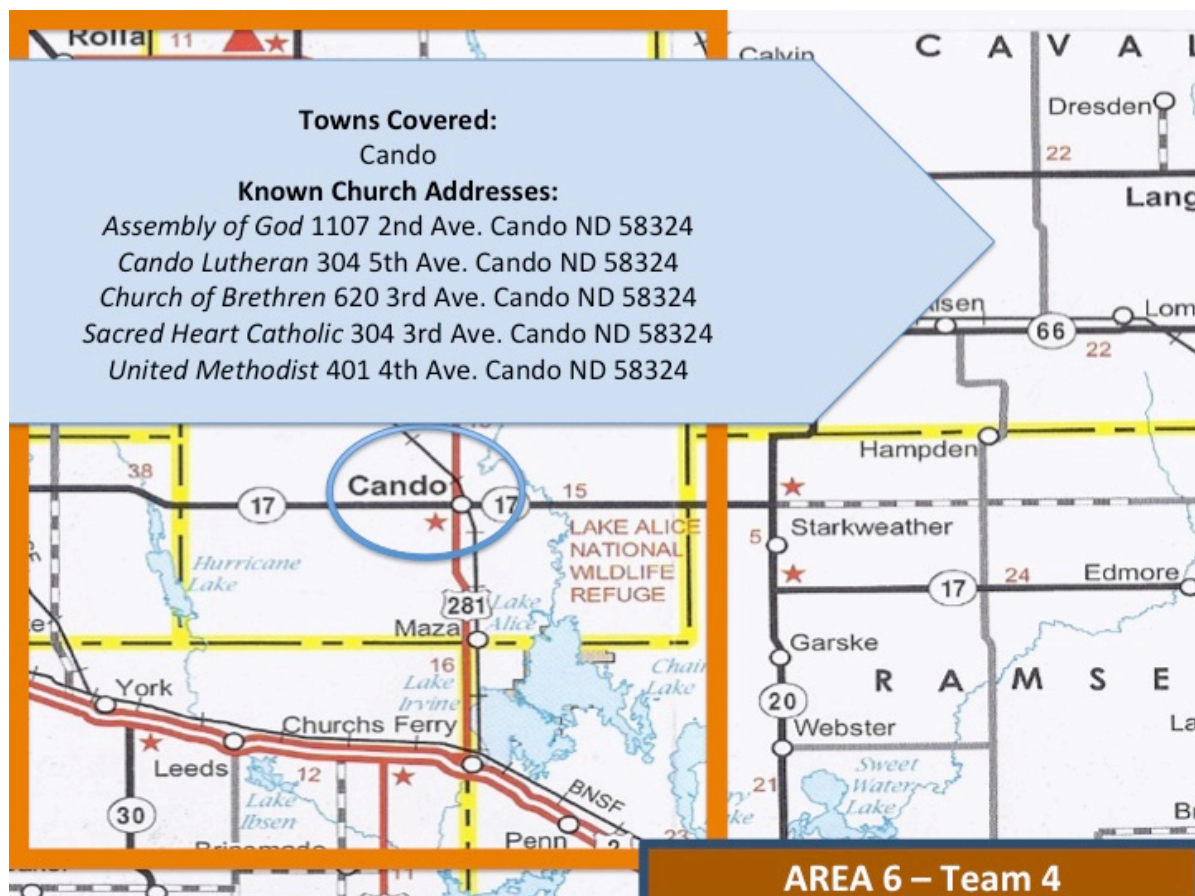 Rolla
11
Calvin
C A V A L
Dresden
22
Lang
Towns Covered:
Cando
Known Church Addresses:
Assembly of God 1107 2nd Ave. Cando ND 58324
Cando Lutheran 304 5th Ave. Cando ND 58324
Church of Brethren 620 3rd Ave. Cando ND 58324
Sacred Heart Catholic 304 3rd Ave. Cando ND 58324
United Methodist 401 4th Ave. Cando ND 58324
66
22
Hampden
38
Cando
17
17
15
LAKE ALICE
NATIONAL
WILDLIFE
REFUGE
Starkweather
5
Hurricane
Lake
17
24
Edmore
281
Lake
Alice
Maza
Garske
16
Lake
Irvine
Chain
Lake
R A M S E
York
20
Churchs Ferry
Webster
Leeds
12
Sweet
Water
Lake
21
Lake
Ibsen
BNSF
30
Penn
2
23
11
AREA 6 – Team 4